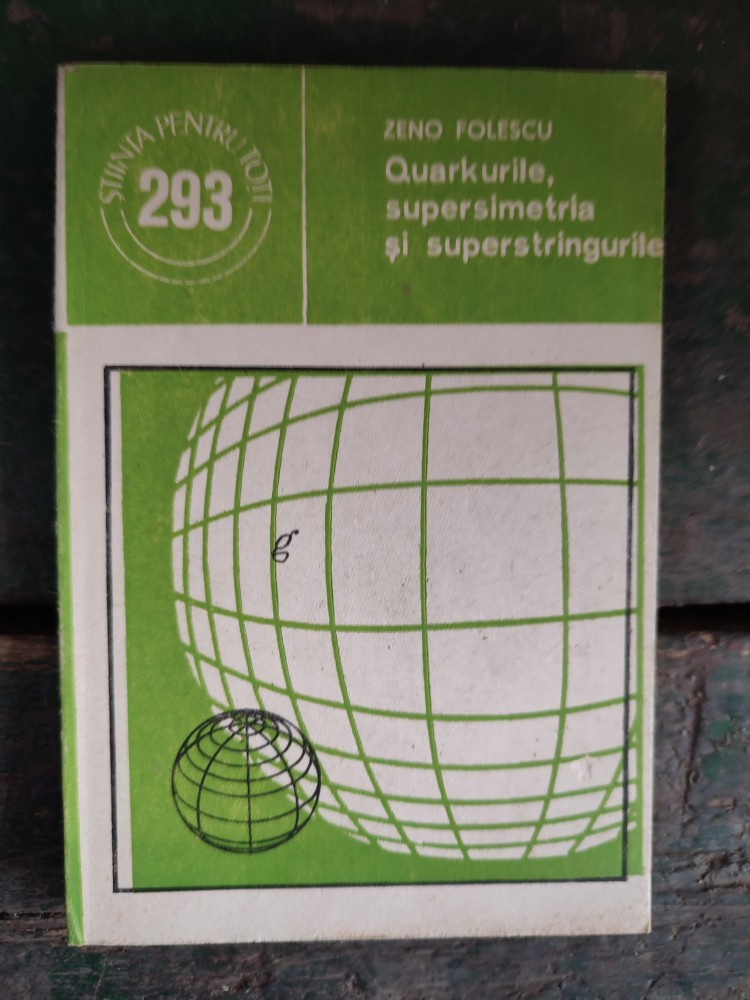 ȘTIINȚA PENTRU TOȚI
293
ZENO FOLESCU
Quarkurile,
supersimetria
și superstringurile
g